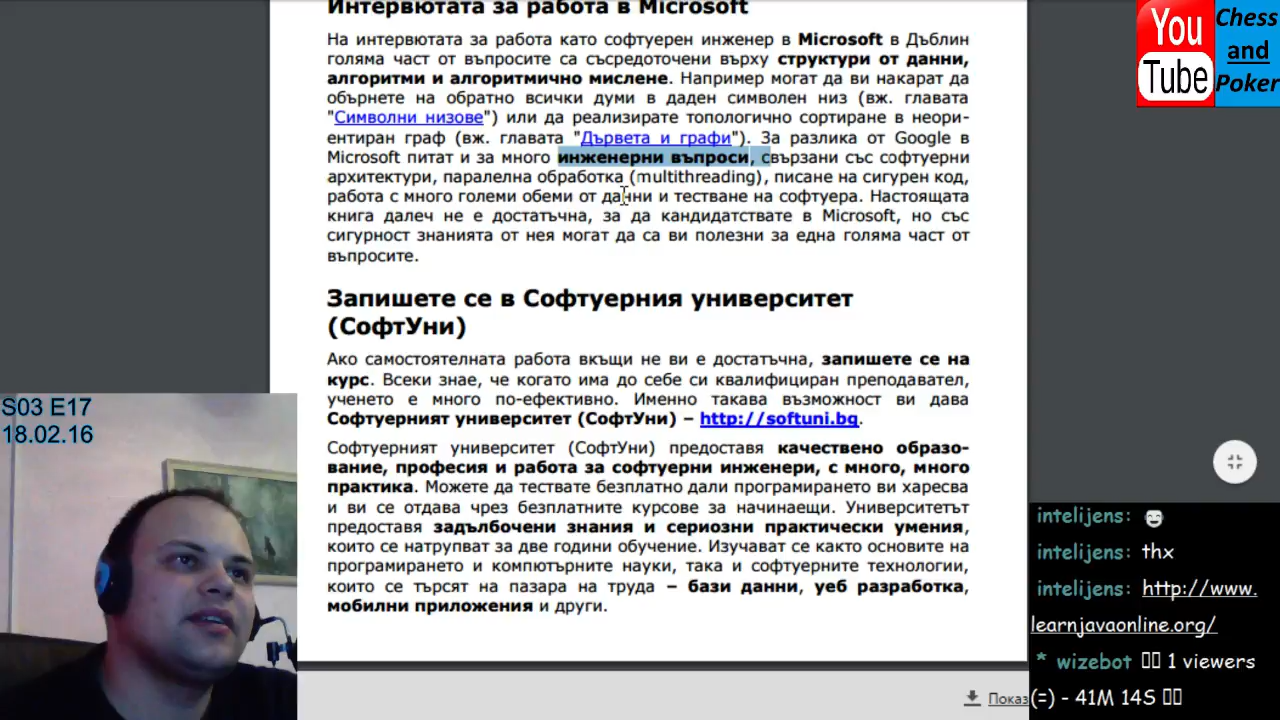 Интервютата за работа в Microsoft
На интервютата за работа като софтуерен инженер в Microsoft в Дъблин
голяма част от въпросите са съсредоточени върху структури от данни,
алгоритми и алгоритмично мислене. Например могат да ви накарат да
обърнете на обратно всички думи в даден символен низ (вж. главата
"Символни низове") или да реализирате топологично сортиране в неори-
ентиран граф (вж. главата "Дървета и графи"). За разлика от Google в
Microsoft питат и за много инженерни въпроси, свързани със софтуерни
архитектури, паралелна обработка (multithreading), писане на сигурен код,
работа с много големи обеми от данни и тестване на софтуера. Настоящата
книга далеч не е достатъчна, за да кандидатствате в Microsoft, но със
сигурност знанията от нея могат да са ви полезни за една голяма част от
въпросите.
Запишете се в Софтуерния университет
(СофтУни)
Ако самостоятелната работа вкъщи не ви е достатъчна, запишете се на
курс. Всеки знае, че когато има до себе си квалифициран преподавател,
ученето е много по-ефективно. Именно такава възможност ви дава
Софтуерният университет (СофтУни) – http://softuni.bg.
Софтуерният университет (СофтУни) предоставя качествено образо-
вание, професия и работа за софтуерни инженери, с много, много
практика. Можете да тествате безплатно дали програмирането ви харесва
и ви се отдава чрез безплатните курсове за начинаещи. Университетът
предоставя задълбочени знания и сериозни практически умения,
които се натрупват за две години обучение. Изучават се както основите на
програмирането и компютърните науки, така и софтуерните технологии,
които се търсят на пазара на труда – бази данни, уеб разработка,
мобилни приложения и други.
You
Tube
Chess
and
Poker
S03 E17
18.02.16
Показ
intelijens:
intelijens: thx
intelijens: http://www.
learnjavaonline.org/
* wizebot 1 viewers
(=) - 41M 14S